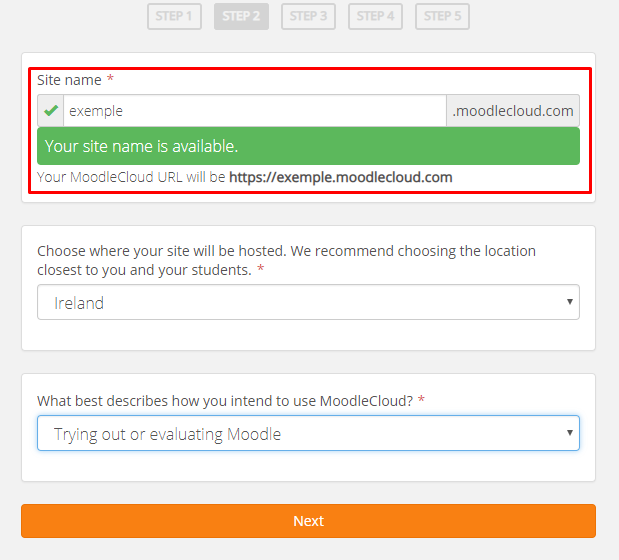 STEP 1 STEP 2 STEP 3 STEP 4 STEP 5
Site name *
exemple .moodlecloud.com
Your site name is available.
Your MoodleCloud URL will be https://exemple.moodlecloud.com
Choose where your site will be hosted. We recommend choosing the location
closest to you and your students. *
Ireland
What best describes how you intend to use MoodleCloud? *
Trying out or evaluating Moodle
Next